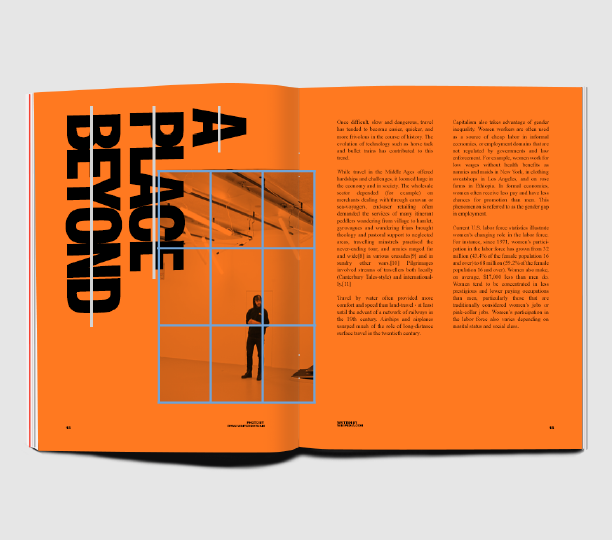 A
PLACE
BEYOND
Once difficult, slow and dangerous, travel
has tended to become easier, quicker, and
more frivolous in the course of history. The
evolution of technology such as horse tack
and bullet trains has contributed to this
trend.
While travel in the Middle Ages offered
hardships and challenges, it loomed large in
the economy and in society. The wholesale
sector depended (for example) on
merchants dealing with/through caravans or
sea-voyagers, end-user retailing often
demanded the services of many itinerant
peddlers wandering from village to hamlet,
gyrovagues and wandering friars brought
theology and pastoral support to neglected
areas, travelling minstrels practised the
never-ending tour, and armies ranged far
and wide[8] in various crusades[9] and in
sundry other wars.[10] Pilgrimages
involved streams of travellers both locally
(Canterbury Tales-style) and international-
ly.[11]
Travel by water often provided more
comfort and speed than land-travel - at least
until the advent of a network of railways in
the 19th century. Airships and airplanes
usurped much of the role of long-distance
surface travel in the twentieth century.
Capitalism also takes advantage of gender
inequality. Women workers are often used
as a source of cheap labor in informal
economies, or employment domains that are
not regulated by governments and law
enforcement. For example, women work for
low wages without health benefits as
nannies and maids in New York, in clothing
sweatshops in Los Angeles, and on rose
farms in Ethiopia. In formal economies,
women often receive less pay and have less
chances for promotion than men. This
phenomenon is referred to as the gender gap
in employment.
Current U.S. labor force statistics illustrate
women's changing role in the labor force.
For instance, since 1971, women's partici-
pation in the labor force has grown from 32
million (43.4% of the female population 16
and over) to 68 million (59.2% of the female
population 16 and over). Women also make,
on average, $17,000 less than men do.
Women tend to be concentrated in less
prestigious and lower paying occupations
than men, particularly those that are
traditionally considered women's jobs or
pink-collar jobs. Women's participation in
the labor force also varies depending on
marital status and social class.